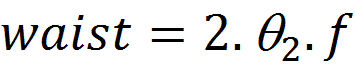 waist = 2. θ₂. f